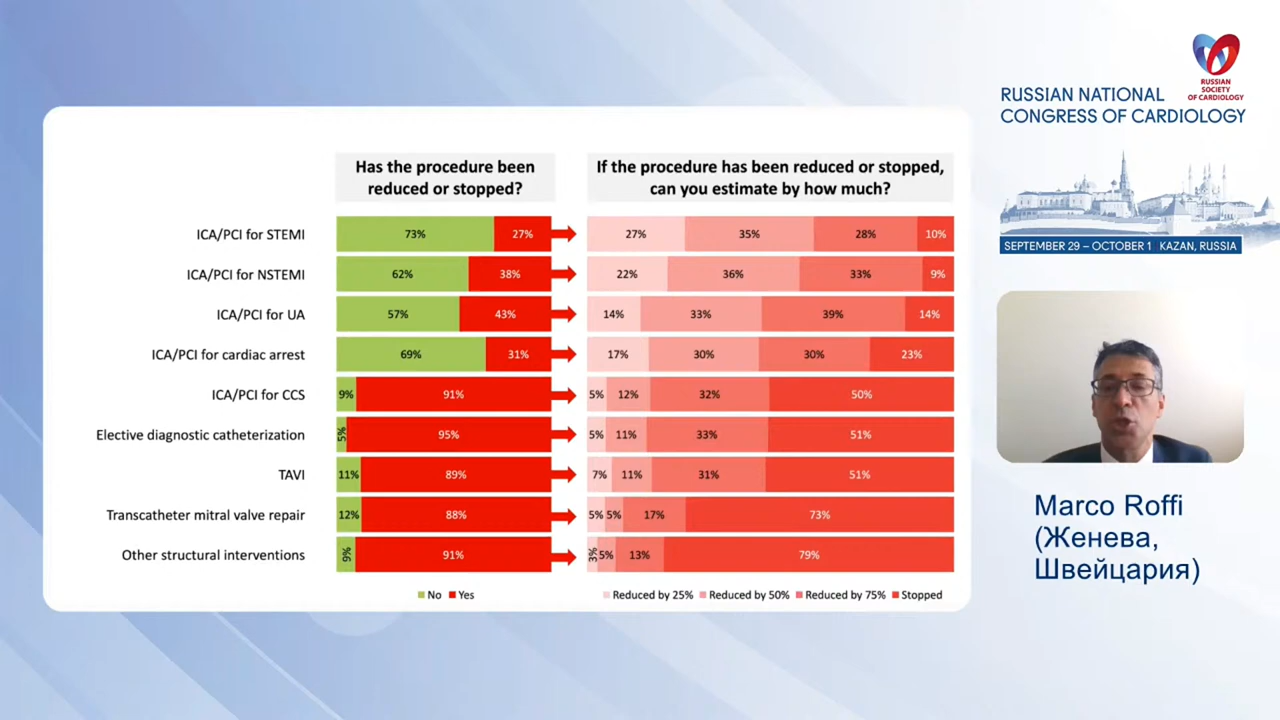 RUSSIAN
SOCIETY
OF CARDIOLOGY
RUSSIAN NATIONAL
CONGRESS OF CARDIOLOGY
SEPTEMBER 29 – OCTOBER 1 KAZAN, RUSSIA
Has the procedure been
reduced or stopped?
If the procedure has been reduced or stopped,
can you estimate by how much?
ICA/PCI for STEMI 73% 27% 27% 35% 28% 10%
ICA/PCI for NSTEMI 62% 38% 22% 36% 33% 9%
ICA/PCI for UA 57% 43% 14% 33% 39% 14%
ICA/PCI for cardiac arrest 69% 31% 17% 30% 30% 23%
ICA/PCI for CCS 9% 91% 5% 12% 32% 50%
Elective diagnostic catheterization 5% 95% 5% 11% 33% 51%
TAVI 11% 89% 7% 11% 31% 51%
Transcatheter mitral valve repair 12% 88% 5% 5% 17% 73%
Other structural interventions 9% 91% 3% 5% 13% 79%
No Yes
Reduced by 25% Reduced by 50% Reduced by 75% Stopped
Marco Roffi
(Женева,
Швейцария)